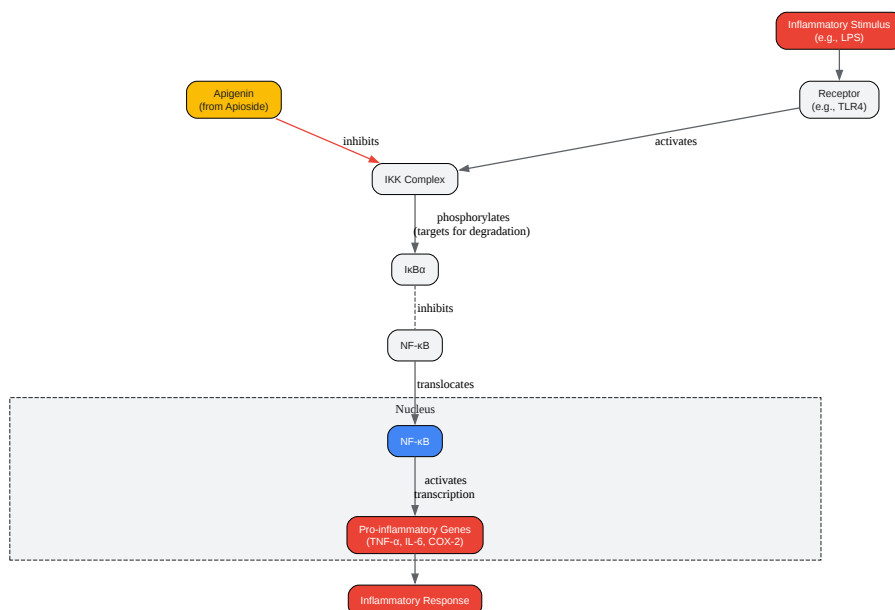 Inflammatory Stimulus
(e.g., LPS)
Apigenin
(from Apioside)
Receptor
(e.g., TLR4)
inhibits
activates
IKK Complex
phosphorylates
(targets for degradation)
IκBα
inhibits
NF-κB
translocates
Nucleus
NF-κB
activates
transcription
Pro-inflammatory Genes
(TNF-α, IL-6, COX-2)
Inflammatory Response